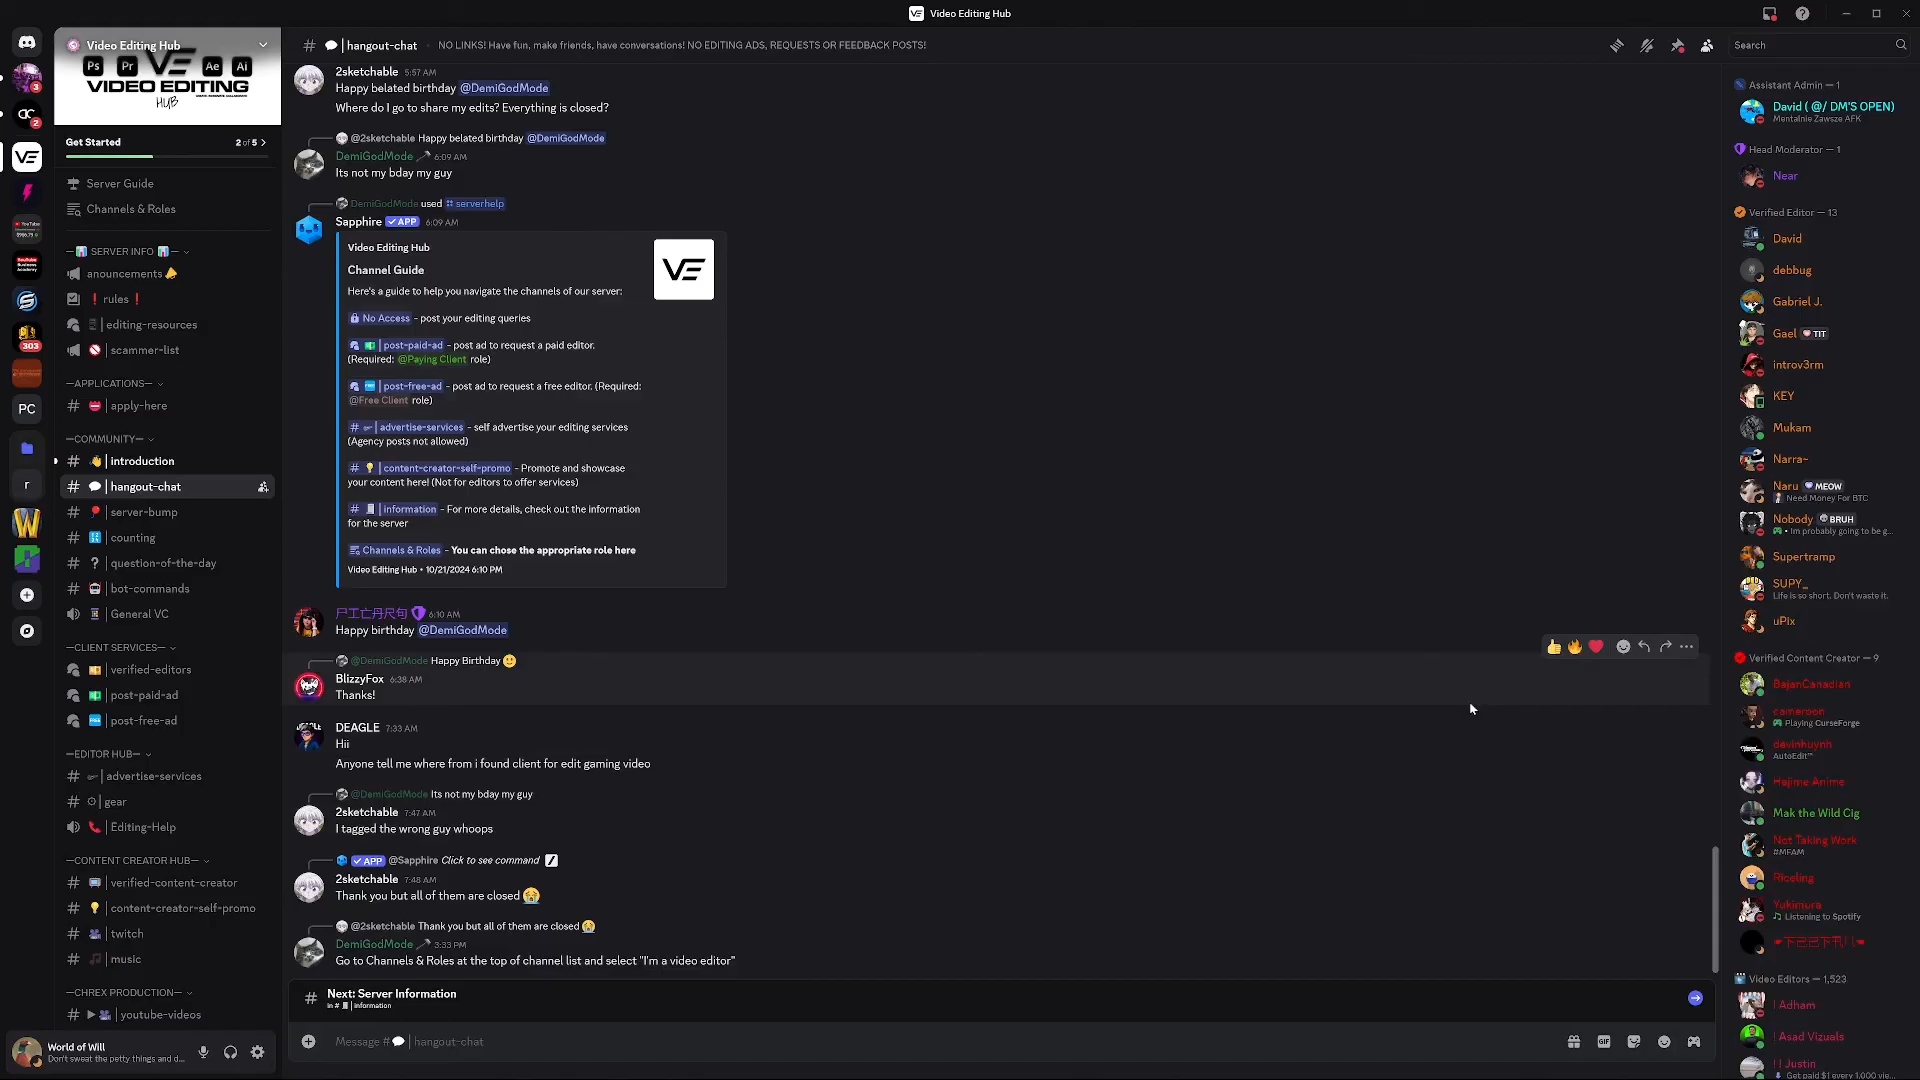 Video Editing Hub
Video Editing Hub
Ps Pr VE Ae Ai
VIDEO EDITING
HUB
Get Started 2 of 5
Server Guide
Channels & Roles
—📊 SERVER INFO 📊—
anouncements 📣
❗ rules ❗
editing-resources
🚫 | scammer-list
—APPLICATIONS—
apply-here
—COMMUNITY—
👋 | introduction
💬 | hangout-chat
🎈 | server-bump
🔢 | counting
❔ | question-of-the-day
bot-commands
General VC
—CLIENT SERVICES—
verified-editors
post-paid-ad
🆓 | post-free-ad
—EDITOR HUB—
advertise-services
⚙ | gear
📞 | Editing-Help
—CONTENT CREATOR HUB—
verified-content-creator
💡 | content-creator-self-promo
🎥 | twitch
🎵 | music
—CHREX PRODUCTION—
▶🎥 | youtube-videos
World of Will
Don't sweat the petty things and d...
3
2
VE
YouTube
YouTube
Business
Academy
303
PC
r
W
# 💬 | hangout-chat
NO LINKS! Have fun, make friends, have conversations! NO EDITING ADS, REQUESTS OR FEEDBACK POSTS!
Search
2sketchable 5:57 AM
Happy belated birthday @DemiGodMode
Where do I go to share my edits? Everything is closed?
@2sketchable Happy belated birthday @DemiGodMode
DemiGodMode 6:09 AM
Its not my bday my guy
DemiGodMode used serverhelp
Sapphire ✓ APP 6:09 AM
Video Editing Hub
VE
Channel Guide
Here's a guide to help you navigate the channels of our server:
🔒 No Access - post your editing queries
post-paid-ad - post ad to request a paid editor.
(Required: @Paying Client role)
🆓 | post-free-ad - post ad to request a free editor. (Required:
@Free Client role)
# | advertise-services - self advertise your editing services
(Agency posts not allowed)
# 💡 | content-creator-self-promo - Promote and showcase
your content here! (Not for editors to offer services)
# | information - For more details, check out the information
for the server
Channels & Roles - You can chose the appropriate role here
Video Editing Hub • 10/21/2024 6:10 PM
尸工亡丹尺句 6:10 AM
Happy birthday @DemiGodMode
@DemiGodMode Happy Birthday 🙂
BlizzyFox 6:38 AM
Thanks!
DEAGLE 7:33 AM
Hii
Anyone tell me where from i found client for edit gaming video
@DemiGodMode Its not my bday my guy
2sketchable 7:47 AM
I tagged the wrong guy whoops
✓ APP @Sapphire Click to see command
2sketchable 7:48 AM
Thank you but all of them are closed 😭
@2sketchable Thank you but all of them are closed 😭
DemiGodMode 3:33 PM
Go to Channels & Roles at the top of channel list and select "I'm a video editor"
Next: Server Information
in # | information
Message #💬 | hangout-chat
GIF
Assistant Admin — 1
David ( @/ DM'S OPEN)
Mentalnie Zawsze AFK
Head Moderator — 1
Near
Verified Editor — 13
David
debbug
Gabriel J.
Gael TIT
introv3rm
KEY
Mukam
Narra~
Naru MEOW
Need Money For BTC
Nobody BRUH
• Im probably going to be g...
Supertramp
SUPY_
Life is so short. Don't waste it.
uPix
Verified Content Creator — 9
BajanCanadian
cameroon
Playing CurseForge
devinhuynh
AutoEdit™
Hajime Anime
Mak the Wild Cig
Not Taking Work
#MFAM
Riceling
Yukimura
Listening to Spotify
Video Editors — 1,523
! Adham
! Asad Vizuals
! ! Justin
Get paid $1 every 1,000 vie...